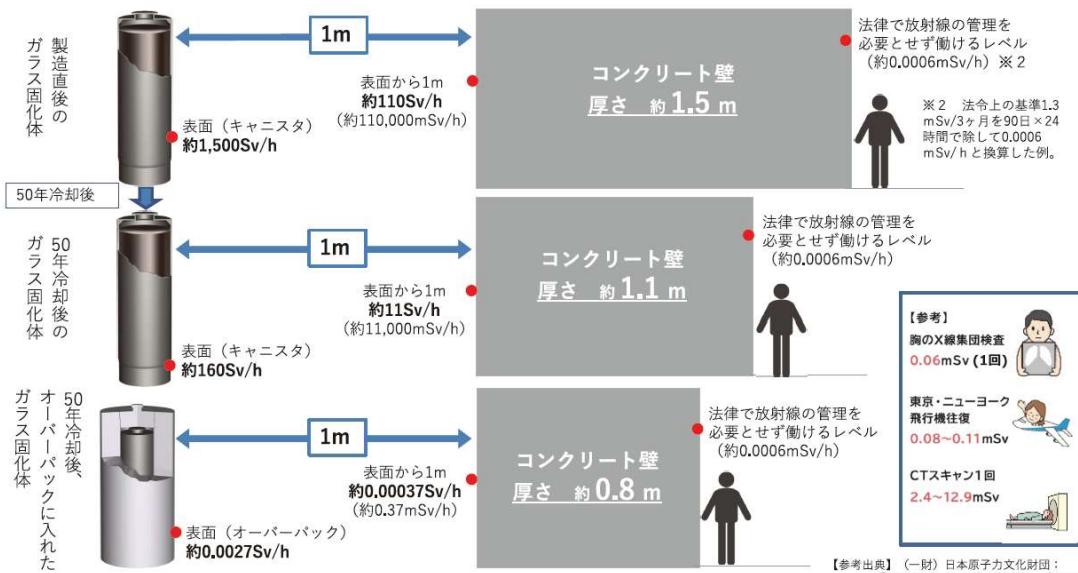 製造直後の
ガラス固化体
1m
表面（キャニスタ）
約1,500Sv/h
表面から1m
約110Sv/h
（約110,000mSv/h）
コンクリート壁
厚さ 約1.5 m
法律で放射線の管理を
必要とせず働けるレベル
（約0.0006mSv/h）※２
※２ 法令上の基準1.3
mSv/3ヶ月を90日×24
時間で除して0.0006
mSv/ｈと換算した例。
50年冷却後
50年冷却後の
ガラス固化体
1m
表面（キャニスタ）
約160Sv/h
表面から1m
約11Sv/h
（約11,000mSv/h）
コンクリート壁
厚さ 約1.1 m
法律で放射線の管理を
必要とせず働けるレベル
（約0.0006mSv/h）
50年冷却後、
オーバーパックに入れた
ガラス固化体
1m
表面（オーバーパック）
約0.0027Sv/h
表面から1m
約0.00037Sv/h
（約0.37mSv/h）
コンクリート壁
厚さ 約0.8 m
法律で放射線の管理を
必要とせず働けるレベル
（約0.0006mSv/h）
【参考】
胸のX線集団検査
0.06mSv (1回)
東京・ニューヨーク
飛行機往復
0.08～0.11mSv
CTスキャン1回
2.4～12.9mSv
【参考出典】（一財）日本原子力文化財団：